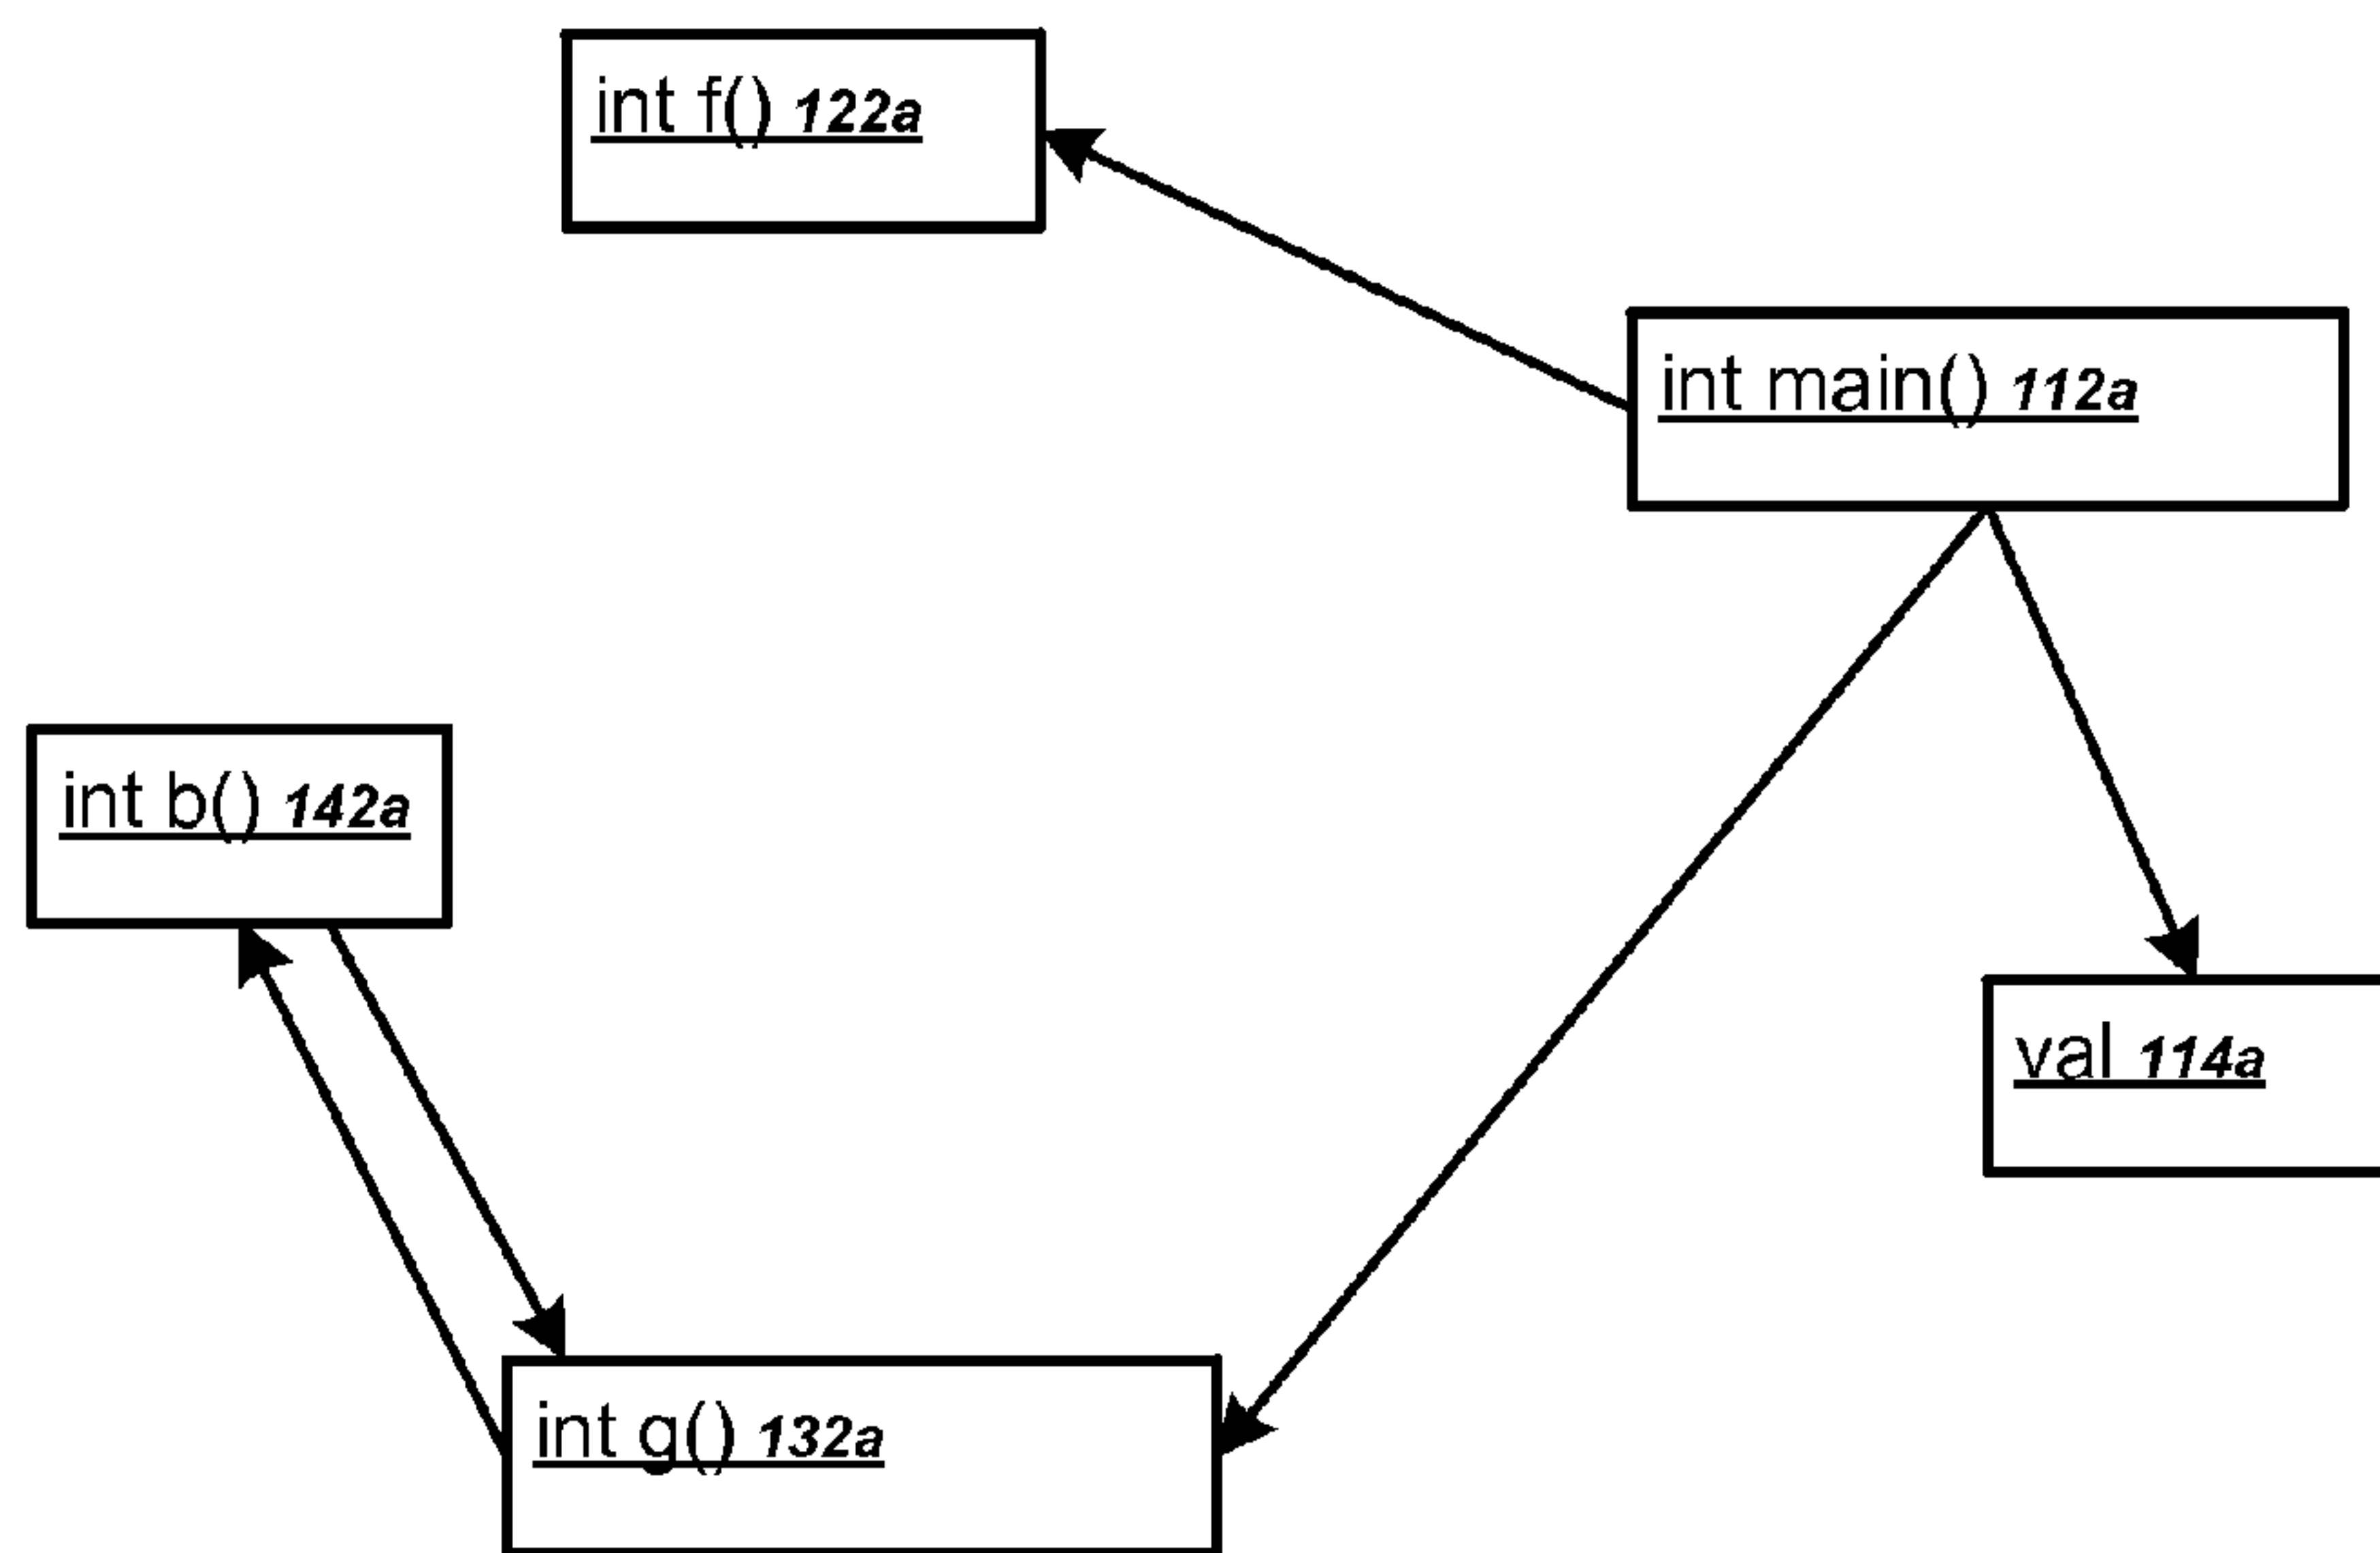 int f() 122a
int main() 112a
int b() 142a
val 114a
int g() 132a